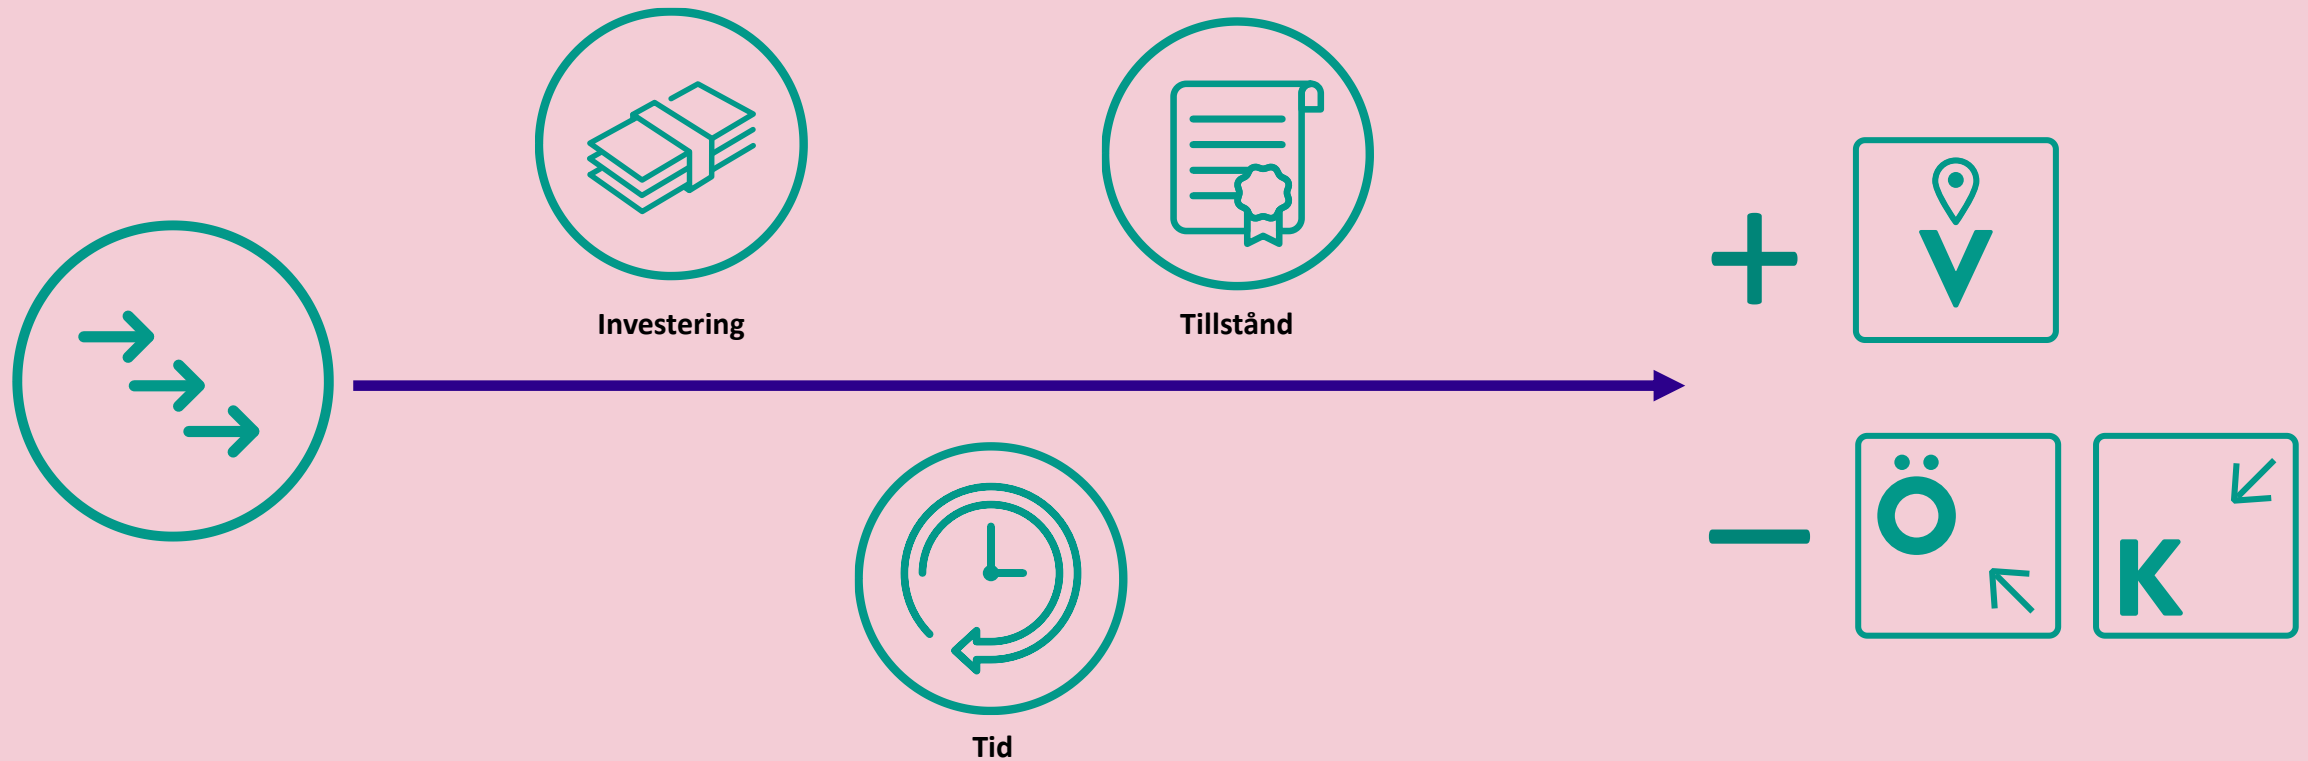 Investering
Tillstånd
+ V
Tid
− Ö K